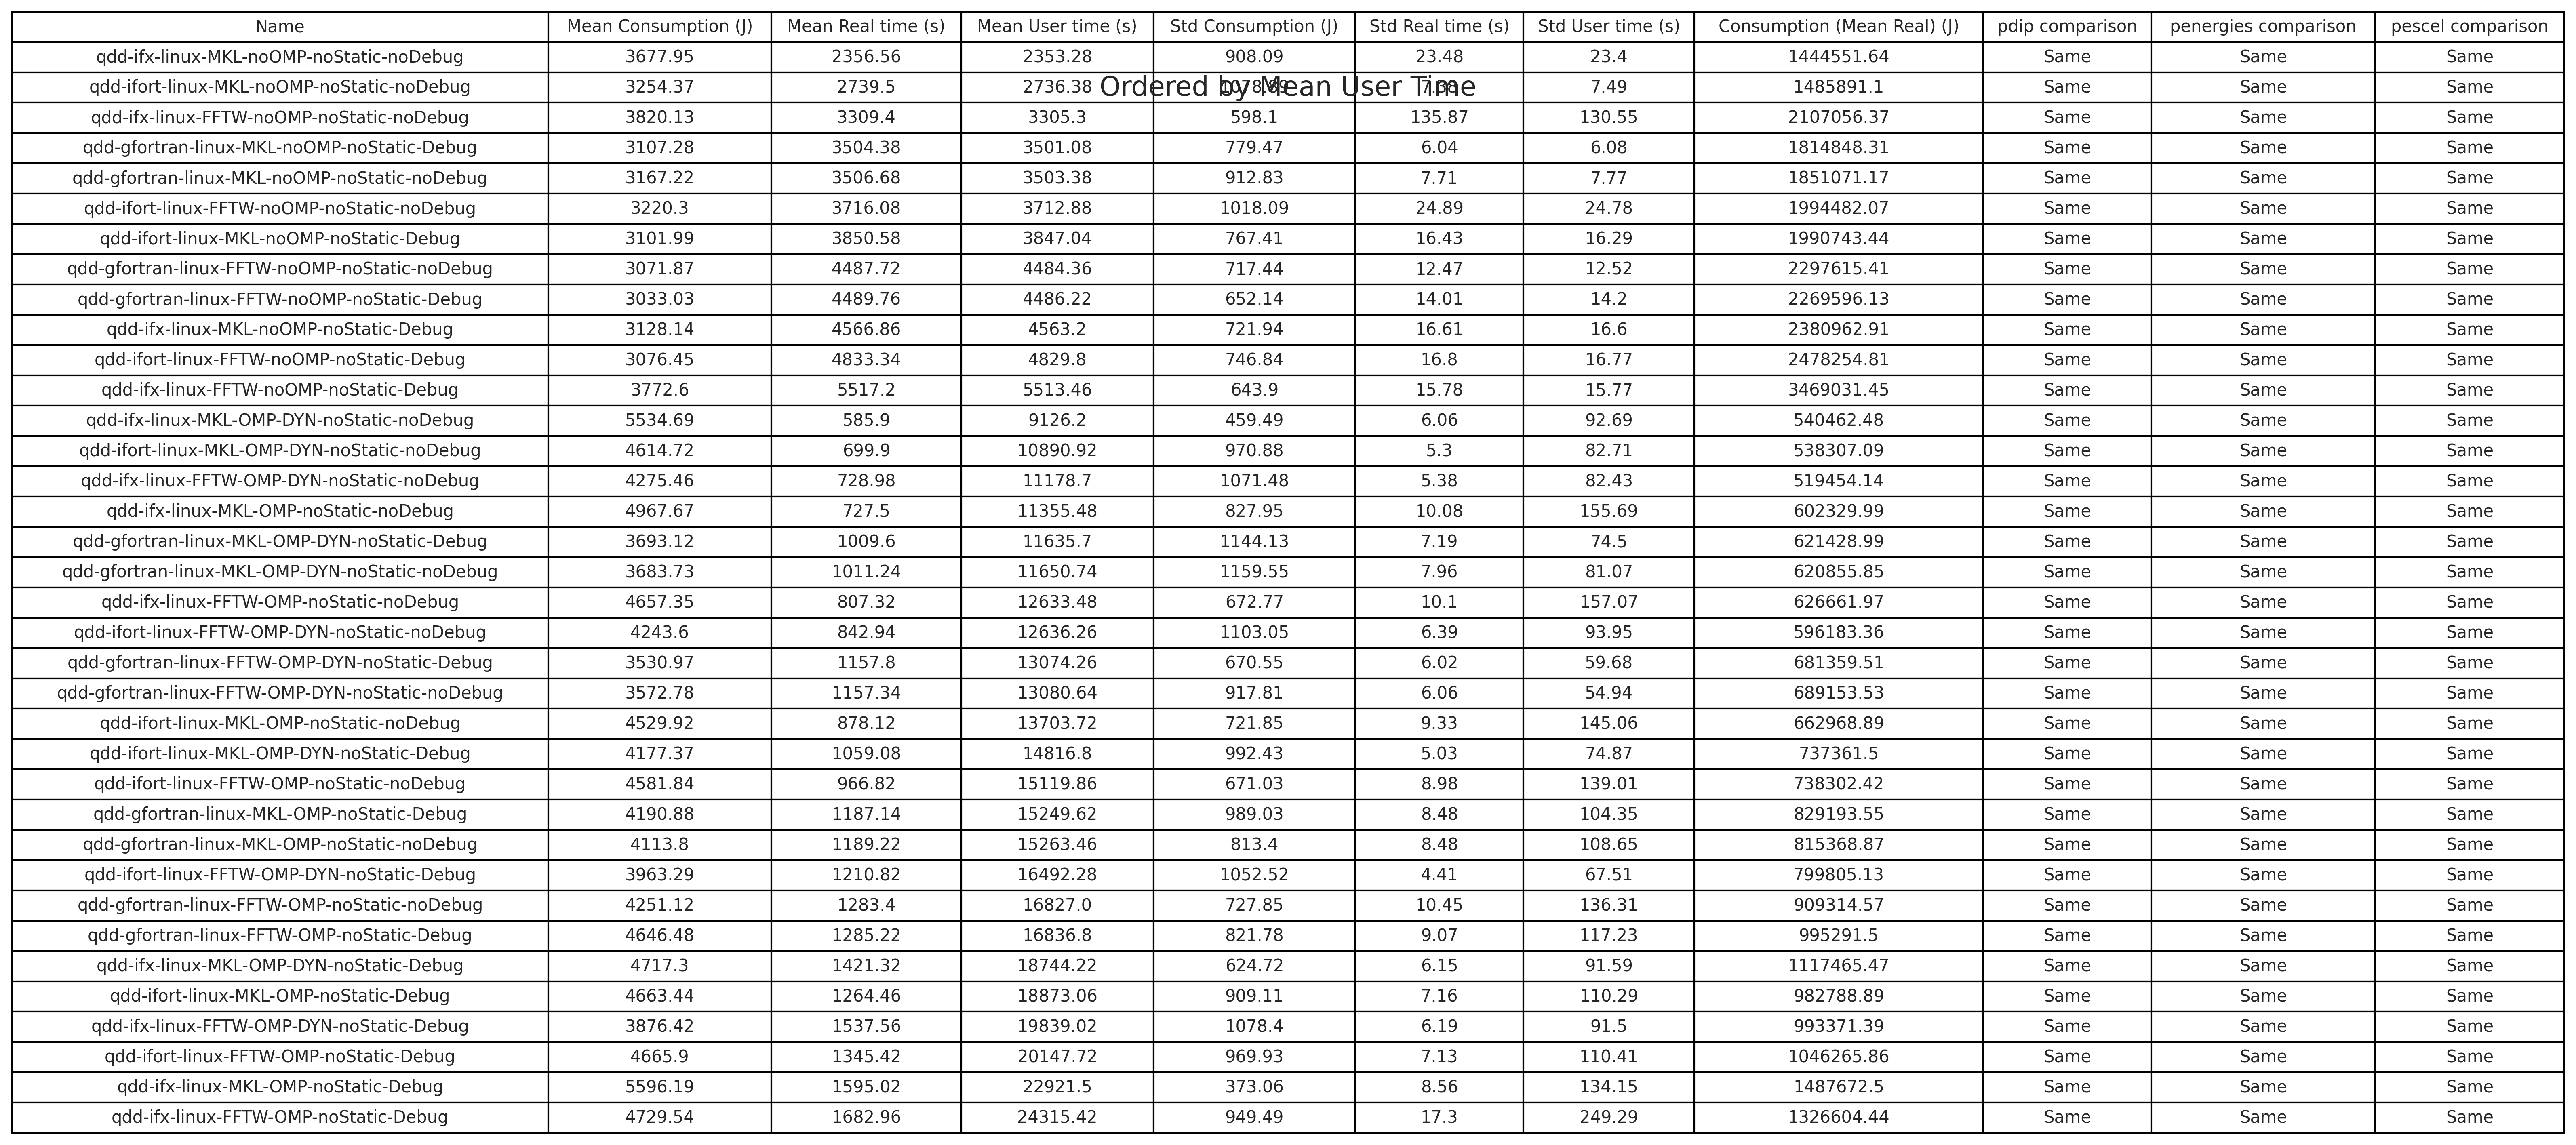 Name Mean Consumption (J) Mean Real time (s) Mean User time (s) Std Consumption (J) Std Real time (s) Std User time (s) Consumption (Mean Real) (J) pdip comparison penergies comparison pescel comparison
qdd-ifx-linux-MKL-noOMP-noStatic-noDebug 3677.95 2356.56 2353.28 908.09 23.48 23.4 1444551.64 Same Same Same
Ordered by Mean User Time
qdd-ifort-linux-MKL-noOMP-noStatic-noDebug 3254.37 2739.5 2736.38 7.49 1485891.1 Same Same Same
qdd-ifx-linux-FFTW-noOMP-noStatic-noDebug 3820.13 3309.4 3305.3 598.1 135.87 130.55 2107056.37 Same Same Same
qdd-gfortran-linux-MKL-noOMP-noStatic-Debug 3107.28 3504.38 3501.08 779.47 6.04 6.08 1814848.31 Same Same Same
qdd-gfortran-linux-MKL-noOMP-noStatic-noDebug 3167.22 3506.68 3503.38 912.83 7.71 7.77 1851071.17 Same Same Same
qdd-ifort-linux-FFTW-noOMP-noStatic-noDebug 3220.3 3716.08 3712.88 1018.09 24.89 24.78 1994482.07 Same Same Same
qdd-ifort-linux-MKL-noOMP-noStatic-Debug 3101.99 3850.58 3847.04 767.41 16.43 16.29 1990743.44 Same Same Same
qdd-gfortran-linux-FFTW-noOMP-noStatic-noDebug 3071.87 4487.72 4484.36 717.44 12.47 12.52 2297615.41 Same Same Same
qdd-gfortran-linux-FFTW-noOMP-noStatic-Debug 3033.03 4489.76 4486.22 652.14 14.01 14.2 2269596.13 Same Same Same
qdd-ifx-linux-MKL-noOMP-noStatic-Debug 3128.14 4566.86 4563.2 721.94 16.61 16.6 2380962.91 Same Same Same
qdd-ifort-linux-FFTW-noOMP-noStatic-Debug 3076.45 4833.34 4829.8 746.84 16.8 16.77 2478254.81 Same Same Same
qdd-ifx-linux-FFTW-noOMP-noStatic-Debug 3772.6 5517.2 5513.46 643.9 15.78 15.77 3469031.45 Same Same Same
qdd-ifx-linux-MKL-OMP-DYN-noStatic-noDebug 5534.69 585.9 9126.2 459.49 6.06 92.69 540462.48 Same Same Same
qdd-ifort-linux-MKL-OMP-DYN-noStatic-noDebug 4614.72 699.9 10890.92 970.88 5.3 82.71 538307.09 Same Same Same
qdd-ifx-linux-FFTW-OMP-DYN-noStatic-noDebug 4275.46 728.98 11178.7 1071.48 5.38 82.43 519454.14 Same Same Same
qdd-ifx-linux-MKL-OMP-noStatic-noDebug 4967.67 727.5 11355.48 827.95 10.08 155.69 602329.99 Same Same Same
qdd-gfortran-linux-MKL-OMP-DYN-noStatic-Debug 3693.12 1009.6 11635.7 1144.13 7.19 74.5 621428.99 Same Same Same
qdd-gfortran-linux-MKL-OMP-DYN-noStatic-noDebug 3683.73 1011.24 11650.74 1159.55 7.96 81.07 620855.85 Same Same Same
qdd-ifx-linux-FFTW-OMP-noStatic-noDebug 4657.35 807.32 12633.48 672.77 10.1 157.07 626661.97 Same Same Same
qdd-ifort-linux-FFTW-OMP-DYN-noStatic-noDebug 4243.6 842.94 12636.26 1103.05 6.39 93.95 596183.36 Same Same Same
qdd-gfortran-linux-FFTW-OMP-DYN-noStatic-Debug 3530.97 1157.8 13074.26 670.55 6.02 59.68 681359.51 Same Same Same
qdd-gfortran-linux-FFTW-OMP-DYN-noStatic-noDebug 3572.78 1157.34 13080.64 917.81 6.06 54.94 689153.53 Same Same Same
qdd-ifort-linux-MKL-OMP-noStatic-noDebug 4529.92 878.12 13703.72 721.85 9.33 145.06 662968.89 Same Same Same
qdd-ifort-linux-MKL-OMP-DYN-noStatic-Debug 4177.37 1059.08 14816.8 992.43 5.03 74.87 737361.5 Same Same Same
qdd-ifort-linux-FFTW-OMP-noStatic-noDebug 4581.84 966.82 15119.86 671.03 8.98 139.01 738302.42 Same Same Same
qdd-gfortran-linux-MKL-OMP-noStatic-Debug 4190.88 1187.14 15249.62 989.03 8.48 104.35 829193.55 Same Same Same
qdd-gfortran-linux-MKL-OMP-noStatic-noDebug 4113.8 1189.22 15263.46 813.4 8.48 108.65 815368.87 Same Same Same
qdd-ifort-linux-FFTW-OMP-DYN-noStatic-Debug 3963.29 1210.82 16492.28 1052.52 4.41 67.51 799805.13 Same Same Same
qdd-gfortran-linux-FFTW-OMP-noStatic-noDebug 4251.12 1283.4 16827.0 727.85 10.45 136.31 909314.57 Same Same Same
qdd-gfortran-linux-FFTW-OMP-noStatic-Debug 4646.48 1285.22 16836.8 821.78 9.07 117.23 995291.5 Same Same Same
qdd-ifx-linux-MKL-OMP-DYN-noStatic-Debug 4717.3 1421.32 18744.22 624.72 6.15 91.59 1117465.47 Same Same Same
qdd-ifort-linux-MKL-OMP-noStatic-Debug 4663.44 1264.46 18873.06 909.11 7.16 110.29 982788.89 Same Same Same
qdd-ifx-linux-FFTW-OMP-DYN-noStatic-Debug 3876.42 1537.56 19839.02 1078.4 6.19 91.5 993371.39 Same Same Same
qdd-ifort-linux-FFTW-OMP-noStatic-Debug 4665.9 1345.42 20147.72 969.93 7.13 110.41 1046265.86 Same Same Same
qdd-ifx-linux-MKL-OMP-noStatic-Debug 5596.19 1595.02 22921.5 373.06 8.56 134.15 1487672.5 Same Same Same
qdd-ifx-linux-FFTW-OMP-noStatic-Debug 4729.54 1682.96 24315.42 949.49 17.3 249.29 1326604.44 Same Same Same